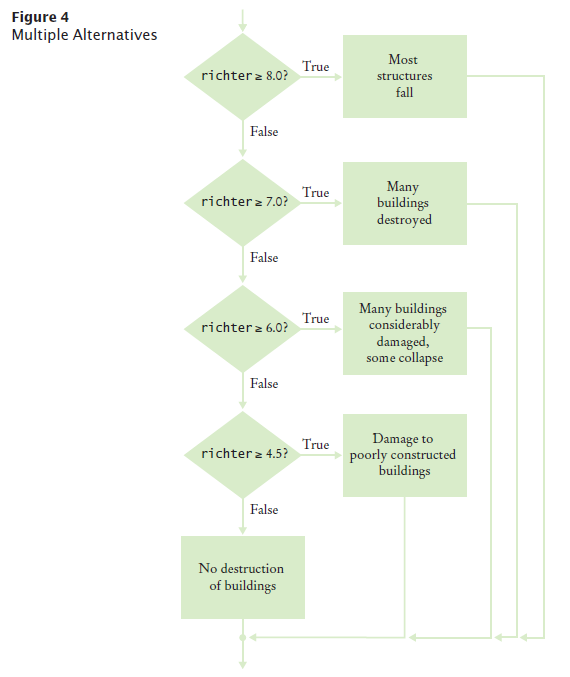 Figure 4
Multiple Alternatives
richter ≥ 8.0?
True
Most
structures
fall
False
richter ≥ 7.0?
True
Many
buildings
destroyed
False
richter ≥ 6.0?
True
Many buildings
considerably
damaged,
some collapse
False
richter ≥ 4.5?
True
Damage to
poorly constructed
buildings
False
No destruction
of buildings